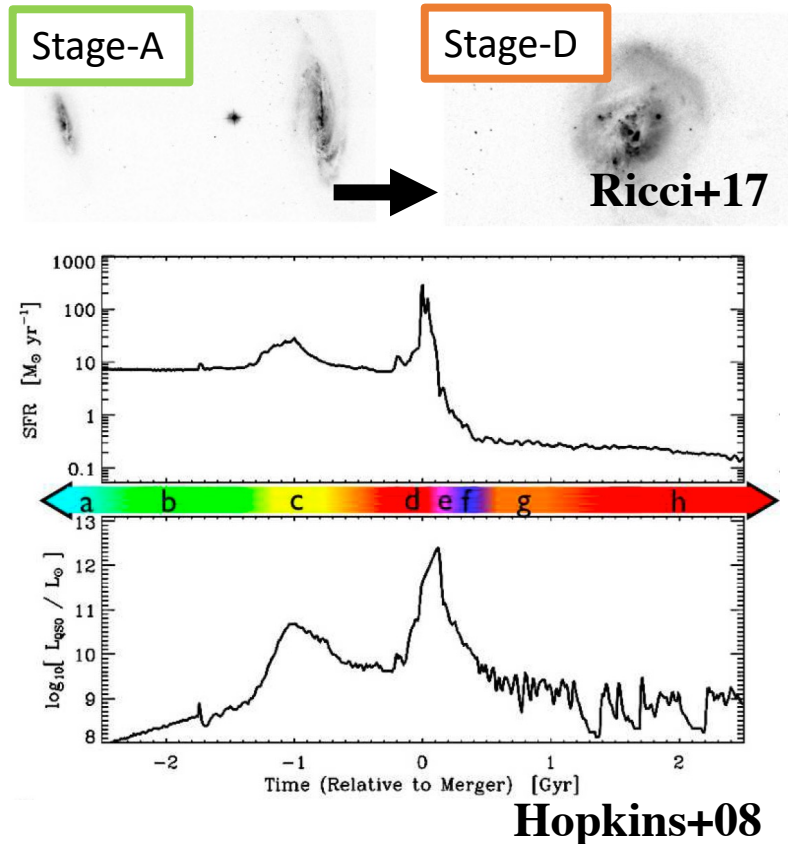 Stage-A
Stage-D
Ricci+17
1000
100
10
1
0.1
SFR [M⊙ yr⁻¹]
a b c d e f g h
13
12
11
10
9
8
log₁₀[ L_QSO / L⊙ ]
−2 −1 0 1 2
Time (Relative to Merger) [Gyr]
Hopkins+08